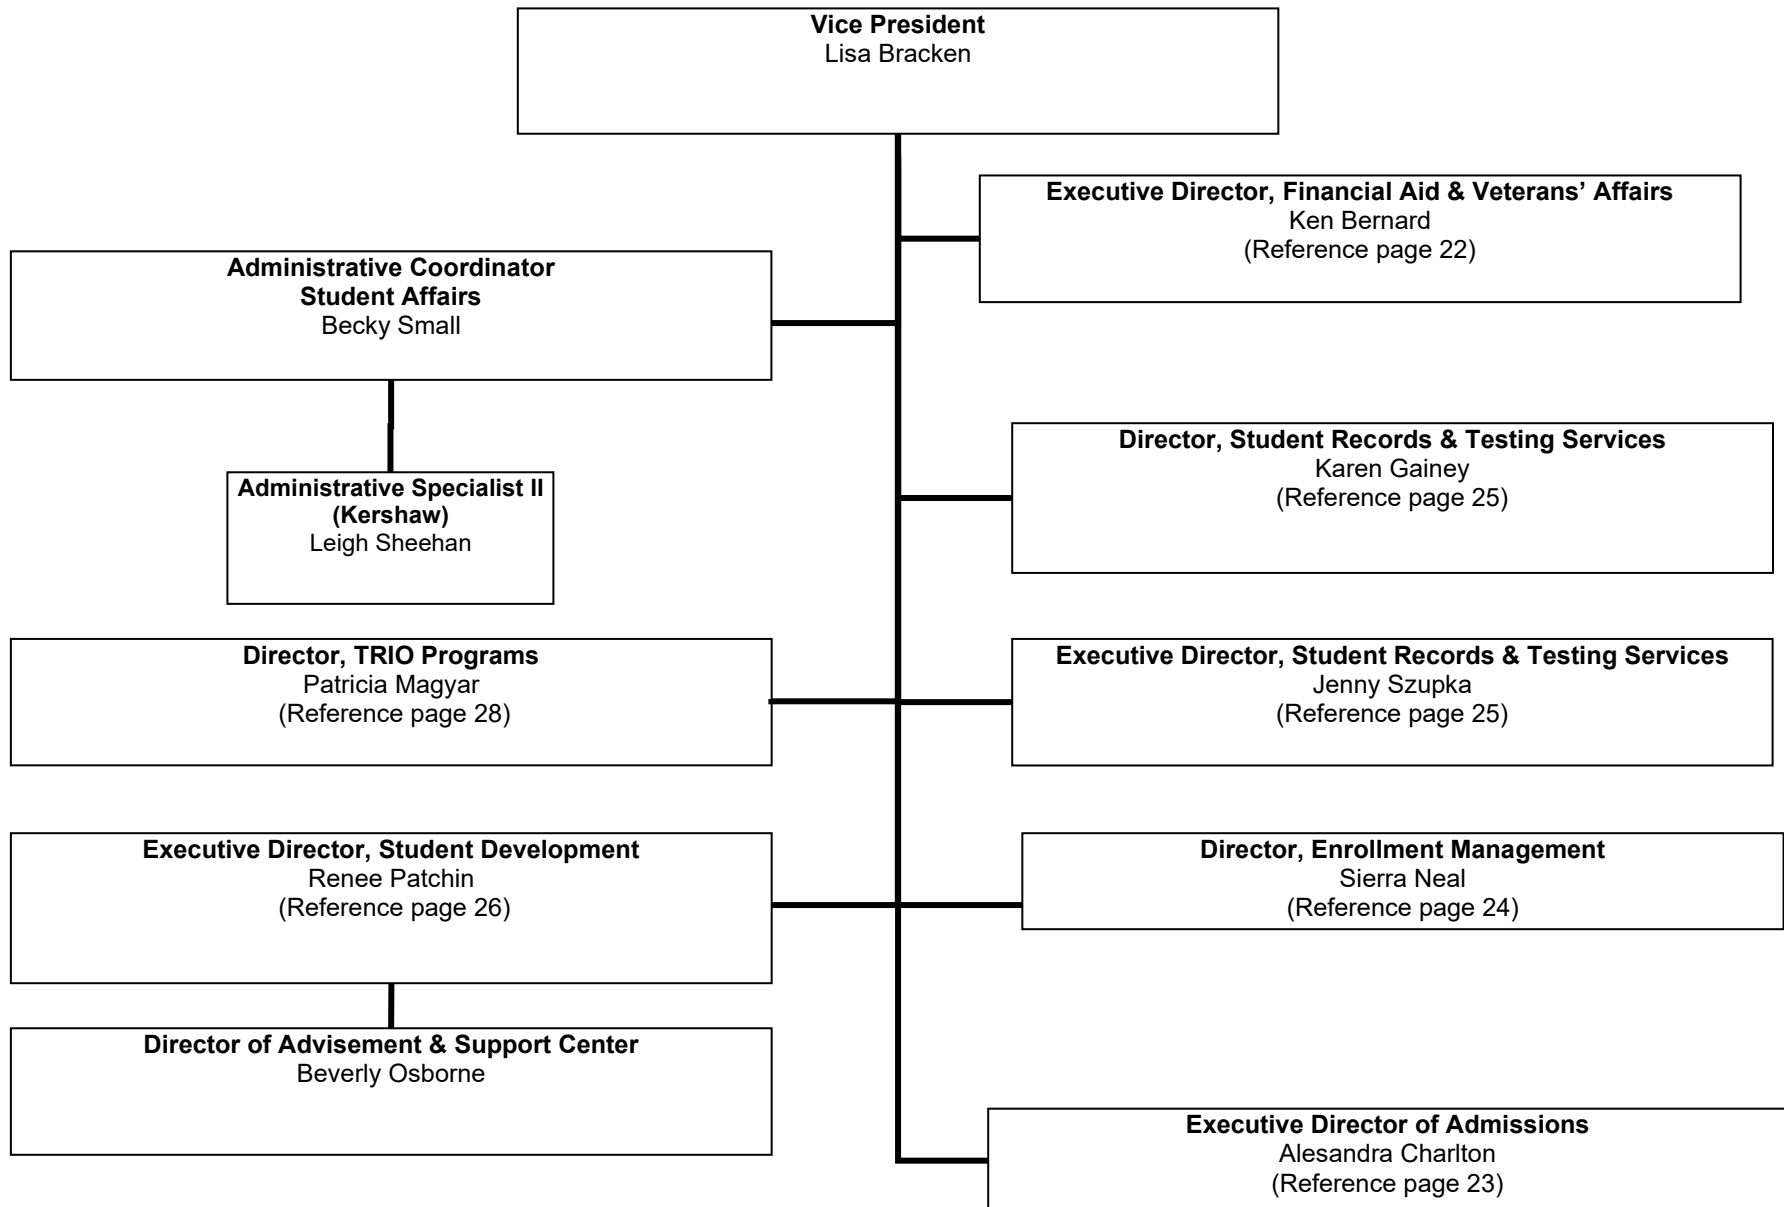 Vice President
Lisa Bracken
Executive Director, Financial Aid & Veterans’ Affairs
Ken Bernard
(Reference page 22)
Administrative Coordinator
Student Affairs
Becky Small
Director, Student Records & Testing Services
Karen Gainey
(Reference page 25)
Administrative Specialist II
(Kershaw)
Leigh Sheehan
Director, TRIO Programs
Patricia Magyar
(Reference page 28)
Executive Director, Student Records & Testing Services
Jenny Szupka
(Reference page 25)
Executive Director, Student Development
Renee Patchin
(Reference page 26)
Director, Enrollment Management
Sierra Neal
(Reference page 24)
Director of Advisement & Support Center
Beverly Osborne
Executive Director of Admissions
Alesandra Charlton
(Reference page 23)